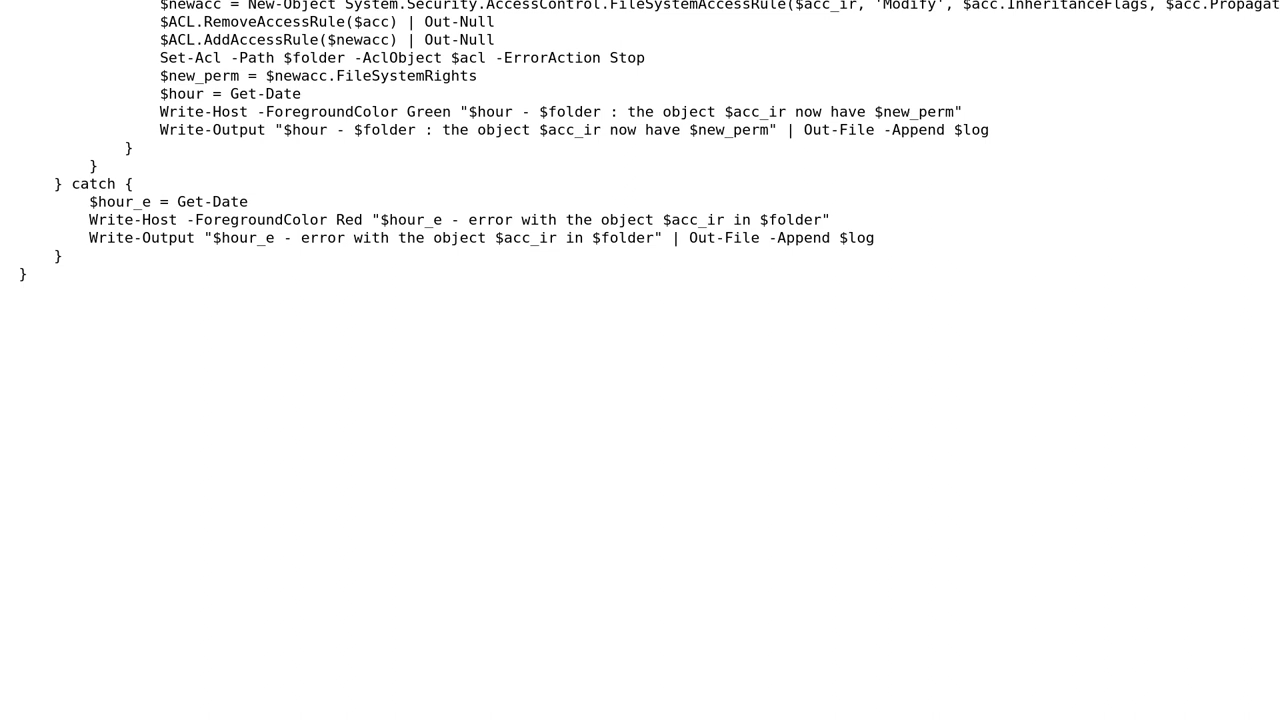 $newacc = New-Object System.Security.AccessControl.FileSystemAccessRule($acc_ir, 'Modify', $acc.InheritanceFlags, $acc.Propagat
$ACL.RemoveAccessRule($acc) | Out-Null
$ACL.AddAccessRule($newacc) | Out-Null
Set-Acl -Path $folder -AclObject $acl -ErrorAction Stop
$new_perm = $newacc.FileSystemRights
$hour = Get-Date
Write-Host -ForegroundColor Green "$hour - $folder : the object $acc_ir now have $new_perm"
Write-Output "$hour - $folder : the object $acc_ir now have $new_perm" | Out-File -Append $log
}
}
} catch {
$hour_e = Get-Date
Write-Host -ForegroundColor Red "$hour_e - error with the object $acc_ir in $folder"
Write-Output "$hour_e - error with the object $acc_ir in $folder" | Out-File -Append $log
}
}